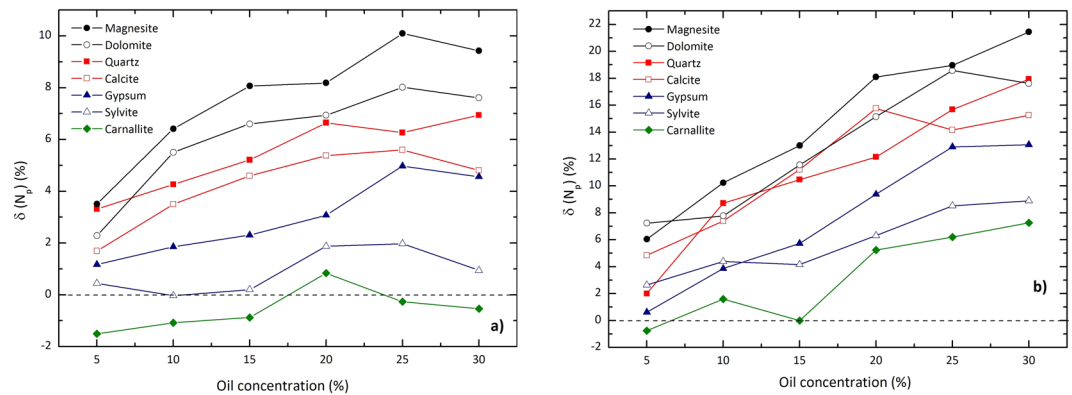 10
8
6
4
2
0
-2
δ (Nₚ) (%)
Magnesite
Dolomite
Quartz
Calcite
Gypsum
Sylvite
Carnallite
a)
5 10 15 20 25 30
Oil concentration (%)
22
20
18
16
14
12
10
8
6
4
2
0
-2
δ (Nₚ) (%)
Magnesite
Dolomite
Quartz
Calcite
Gypsum
Sylvite
Carnallite
b)
5 10 15 20 25 30
Oil concentration (%)